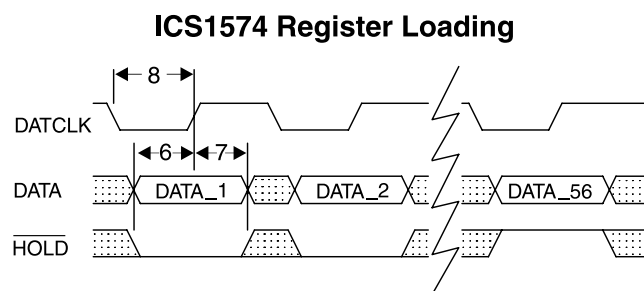 ICS1574 Register Loading
8
DATCLK
6 7
DATA DATA_1 DATA_2 DATA_56
HOLD